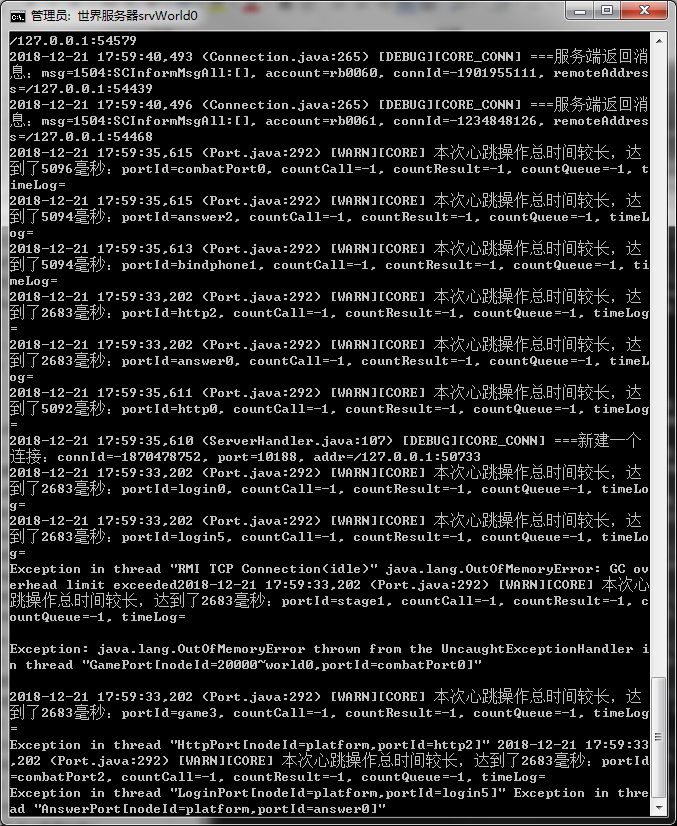 管理员: 世界服务器srvWorld0
/127.0.0.1:54579
2018-12-21 17:59:40,493 (Connection.java:265) [DEBUG][CORE_CONN] ===服务端返回消
息: msg=1504:SCInformMsgAll:[], account=rb0060, connId=-1901955111, remoteAddres
s=/127.0.0.1:54439
2018-12-21 17:59:40,496 (Connection.java:265) [DEBUG][CORE_CONN] ===服务端返回消
息: msg=1504:SCInformMsgAll:[], account=rb0061, connId=-1234848126, remoteAddres
s=/127.0.0.1:54468
2018-12-21 17:59:35,615 (Port.java:292) [WARN][CORE] 本次心跳操作总时间较长，达
到了5096毫秒: portId=combatPort0, countCall=-1, countResult=-1, countQueue=-1, t
imeLog=
2018-12-21 17:59:35,615 (Port.java:292) [WARN][CORE] 本次心跳操作总时间较长，达
到了5094毫秒: portId=answer2, countCall=-1, countResult=-1, countQueue=-1, timeL
og=
2018-12-21 17:59:35,613 (Port.java:292) [WARN][CORE] 本次心跳操作总时间较长，达
到了5094毫秒: portId=bindphone1, countCall=-1, countResult=-1, countQueue=-1, ti
meLog=
2018-12-21 17:59:33,202 (Port.java:292) [WARN][CORE] 本次心跳操作总时间较长，达
到了2683毫秒: portId=http2, countCall=-1, countResult=-1, countQueue=-1, timeLog
=
2018-12-21 17:59:33,202 (Port.java:292) [WARN][CORE] 本次心跳操作总时间较长，达
到了2683毫秒: portId=answer0, countCall=-1, countResult=-1, countQueue=-1, timeL
og=
2018-12-21 17:59:35,611 (Port.java:292) [WARN][CORE] 本次心跳操作总时间较长，达
到了5092毫秒: portId=http0, countCall=-1, countResult=-1, countQueue=-1, timeLog
=
2018-12-21 17:59:35,610 (ServerHandler.java:107) [DEBUG][CORE_CONN] ===新建一个
连接: connId=-1870478752, port=10188, addr=/127.0.0.1:50733
2018-12-21 17:59:33,202 (Port.java:292) [WARN][CORE] 本次心跳操作总时间较长，达
到了2683毫秒: portId=login0, countCall=-1, countResult=-1, countQueue=-1, timeLo
g=
2018-12-21 17:59:33,202 (Port.java:292) [WARN][CORE] 本次心跳操作总时间较长，达
到了2683毫秒: portId=login5, countCall=-1, countResult=-1, countQueue=-1, timeLo
g=
Exception in thread "RMI TCP Connection(idle)" java.lang.OutOfMemoryError: GC ov
erhead limit exceeded2018-12-21 17:59:33,202 (Port.java:292) [WARN][CORE] 本次心
跳操作总时间较长，达到了2683毫秒: portId=stage1, countCall=-1, countResult=-1, c
ountQueue=-1, timeLog=
Exception: java.lang.OutOfMemoryError thrown from the UncaughtExceptionHandler i
n thread "GamePort[nodeId=20000~world0,portId=combatPort0]"
2018-12-21 17:59:33,202 (Port.java:292) [WARN][CORE] 本次心跳操作总时间较长，达
到了2683毫秒: portId=game3, countCall=-1, countResult=-1, countQueue=-1, timeLog
=
Exception in thread "HttpPort[nodeId=platform,portId=http2]" 2018-12-21 17:59:33
,202 (Port.java:292) [WARN][CORE] 本次心跳操作总时间较长，达到了2683毫秒: portId
=combatPort2, countCall=-1, countResult=-1, countQueue=-1, timeLog=
Exception in thread "LoginPort[nodeId=platform,portId=login5]" Exception in thre
ad "AnswerPort[nodeId=platform,portId=answer0]"